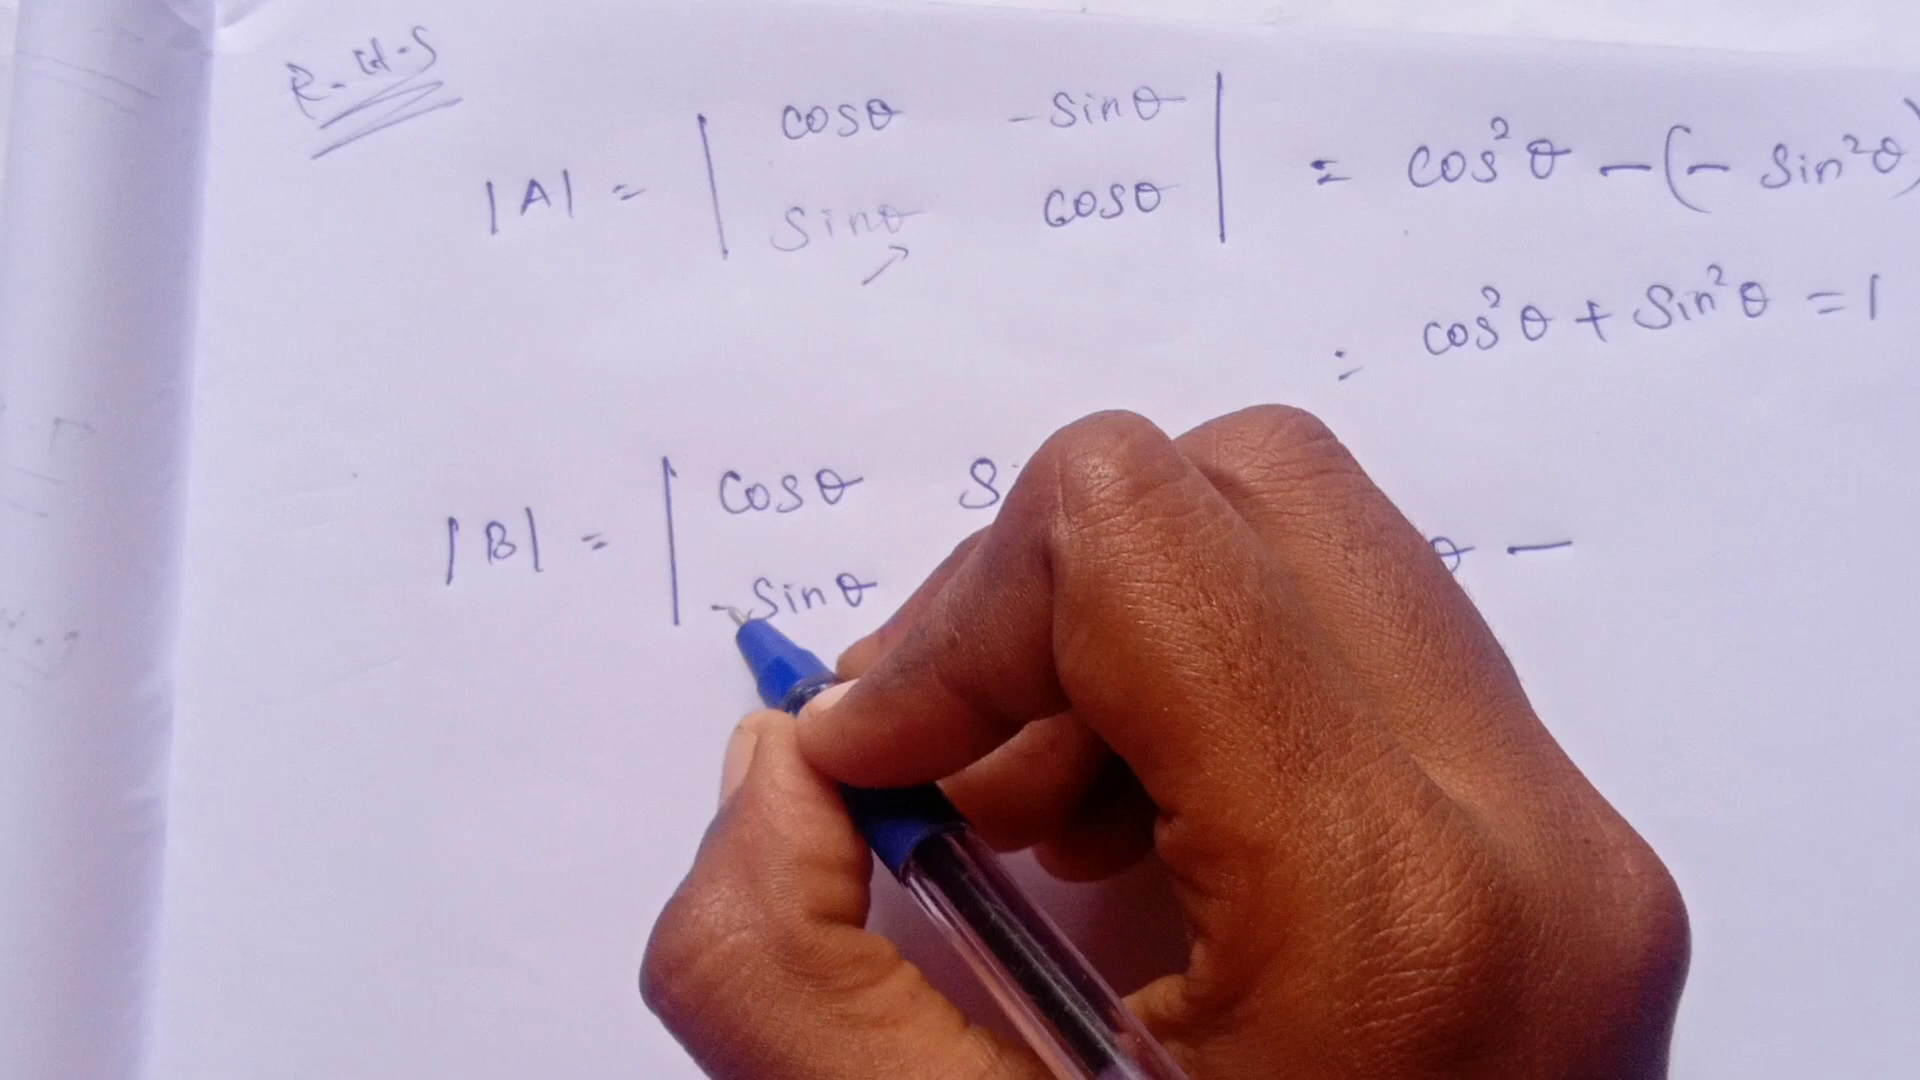 R.H.S
|A| = | cosθ -sinθ | = cos²θ - (- sin²θ)
sinθ cosθ
= cos²θ + sin²θ = 1
|B| = | cosθ S θ -
-sinθ